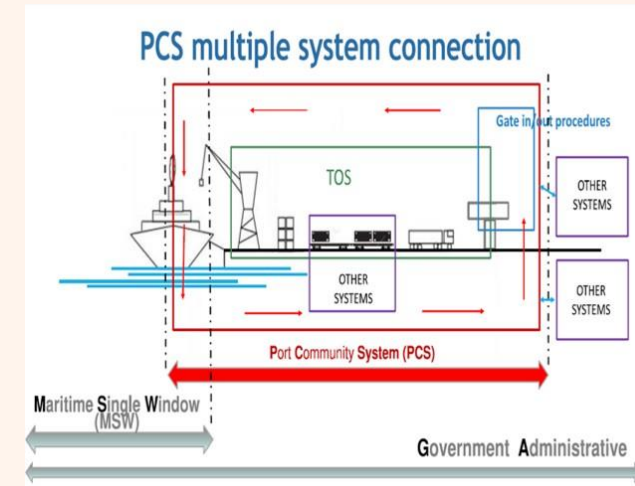 PCS multiple system connection
Gate in/out procedures
TOS
OTHER
SYSTEMS
OTHER
SYSTEMS
OTHER
SYSTEMS
Port Community System (PCS)
Maritime Single Window
(MSW)
Government Administrative